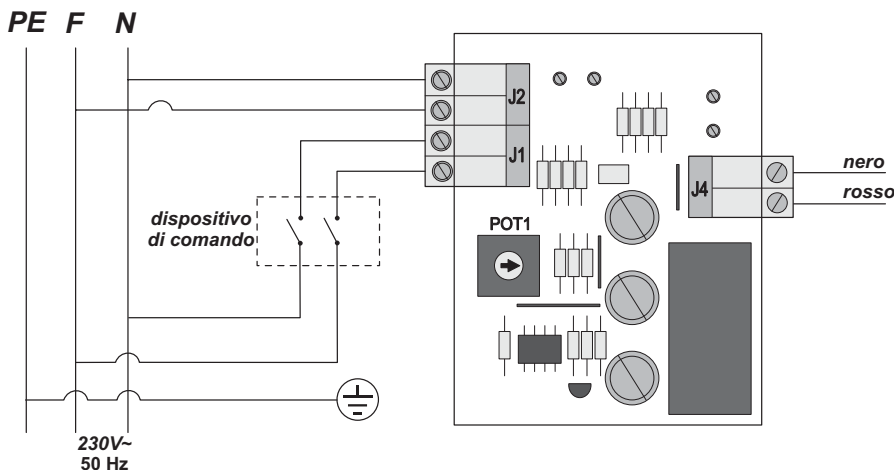 PE F N
J2
J1
J4
nero
rosso
dispositivo
di comando
POT1
230V~
50 Hz